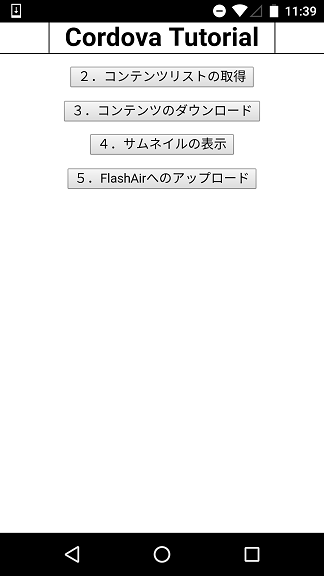 11:39
Cordova Tutorial
２．コンテンツリストの取得
３．コンテンツのダウンロード
４．サムネイルの表示
５．FlashAirへのアップロード